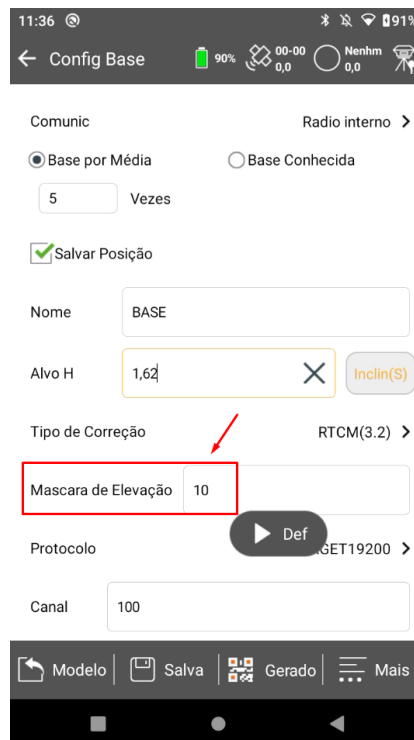 11:36 91%
Config Base 90% 00-00 0,0 Nenhm 0,0
Comunic Radio interno
Base por Média Base Conhecida
5 Vezes
Salvar Posição
Nome BASE
Alvo H 1,62 Inclin(S)
Tipo de Correção RTCM(3.2)
Mascara de Elevação 10
Def
Protocolo GET19200
Canal 100
Modelo Salva Gerado Mais